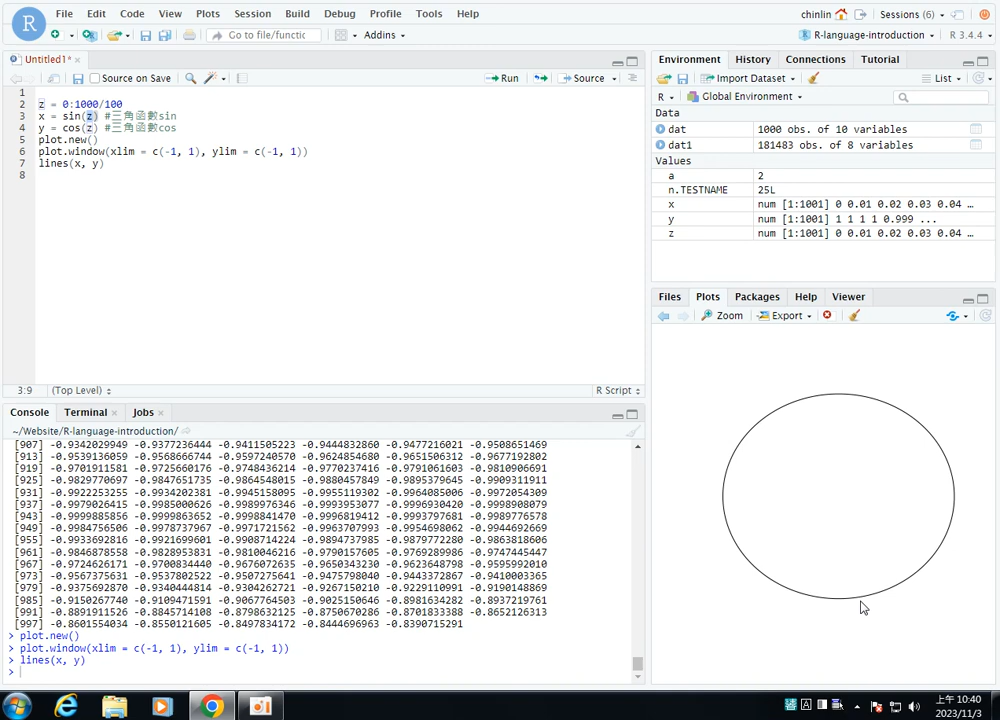 File Edit Code View Plots Session Build Debug Profile Tools Help
chinlin Sessions (6)
Go to file/functic Addins
R-language-introduction R 3.4.4
Untitled1*
Source on Save Run Source
1
2 z = 0:1000/100
3 x = sin(z) #三角函數sin
4 y = cos(z) #三角函數cos
5 plot.new()
6 plot.window(xlim = c(-1, 1), ylim = c(-1, 1))
7 lines(x, y)
8
3:9 (Top Level) R Script
Console Terminal Jobs
~/Website/R-language-introduction/
[907] -0.9342029949 -0.9377236444 -0.9411505223 -0.9444832860 -0.9477216021 -0.9508651469
[913] -0.9539136059 -0.9568666744 -0.9597240570 -0.9624854680 -0.9651506312 -0.9677192802
[919] -0.9701911581 -0.9725660176 -0.9748436214 -0.9770237416 -0.9791061603 -0.9810906691
[925] -0.9829770697 -0.9847651735 -0.9864548015 -0.9880457849 -0.9895379645 -0.9909311911
[931] -0.9922253255 -0.9934202381 -0.9945158095 -0.9955119302 -0.9964085006 -0.9972054309
[937] -0.9979026415 -0.9985000626 -0.9989976346 -0.9993953077 -0.9996930420 -0.9998908079
[943] -0.9999885856 -0.9999863652 -0.9998841470 -0.9996819412 -0.9993797681 -0.9989776578
[949] -0.9984756506 -0.9978737967 -0.9971721562 -0.9963707993 -0.9954698062 -0.9944692669
[955] -0.9933692816 -0.9921699601 -0.9908714224 -0.9894737985 -0.9879772280 -0.9863818606
[961] -0.9846878558 -0.9828953831 -0.9810046216 -0.9790157605 -0.9769289986 -0.9747445447
[967] -0.9724626171 -0.9700834440 -0.9676072635 -0.9650343230 -0.9623648798 -0.9595992010
[973] -0.9567375631 -0.9537802522 -0.9507275641 -0.9475798040 -0.9443372867 -0.9410003365
[979] -0.9375692870 -0.9340444814 -0.9304262721 -0.9267150210 -0.9229110991 -0.9190148869
[985] -0.9150267740 -0.9109471591 -0.9067764503 -0.9025150646 -0.8981634282 -0.8937219761
[991] -0.8891911526 -0.8845714108 -0.8798632125 -0.8750670286 -0.8701833388 -0.8652126313
[997] -0.8601554034 -0.8550121605 -0.8497834172 -0.8444696963 -0.8390715291
> plot.new()
> plot.window(xlim = c(-1, 1), ylim = c(-1, 1))
> lines(x, y)
>
Environment History Connections Tutorial
Import Dataset List
R Global Environment
Data
dat 1000 obs. of 10 variables
dat1 181483 obs. of 8 variables
Values
a 2
n.TESTNAME 25L
x num [1:1001] 0 0.01 0.02 0.03 0.04 …
y num [1:1001] 1 1 1 1 0.999 ...
z num [1:1001] 0 0.01 0.02 0.03 0.04 …
Files Plots Packages Help Viewer
Zoom Export
上午 10:40
2023/11/3